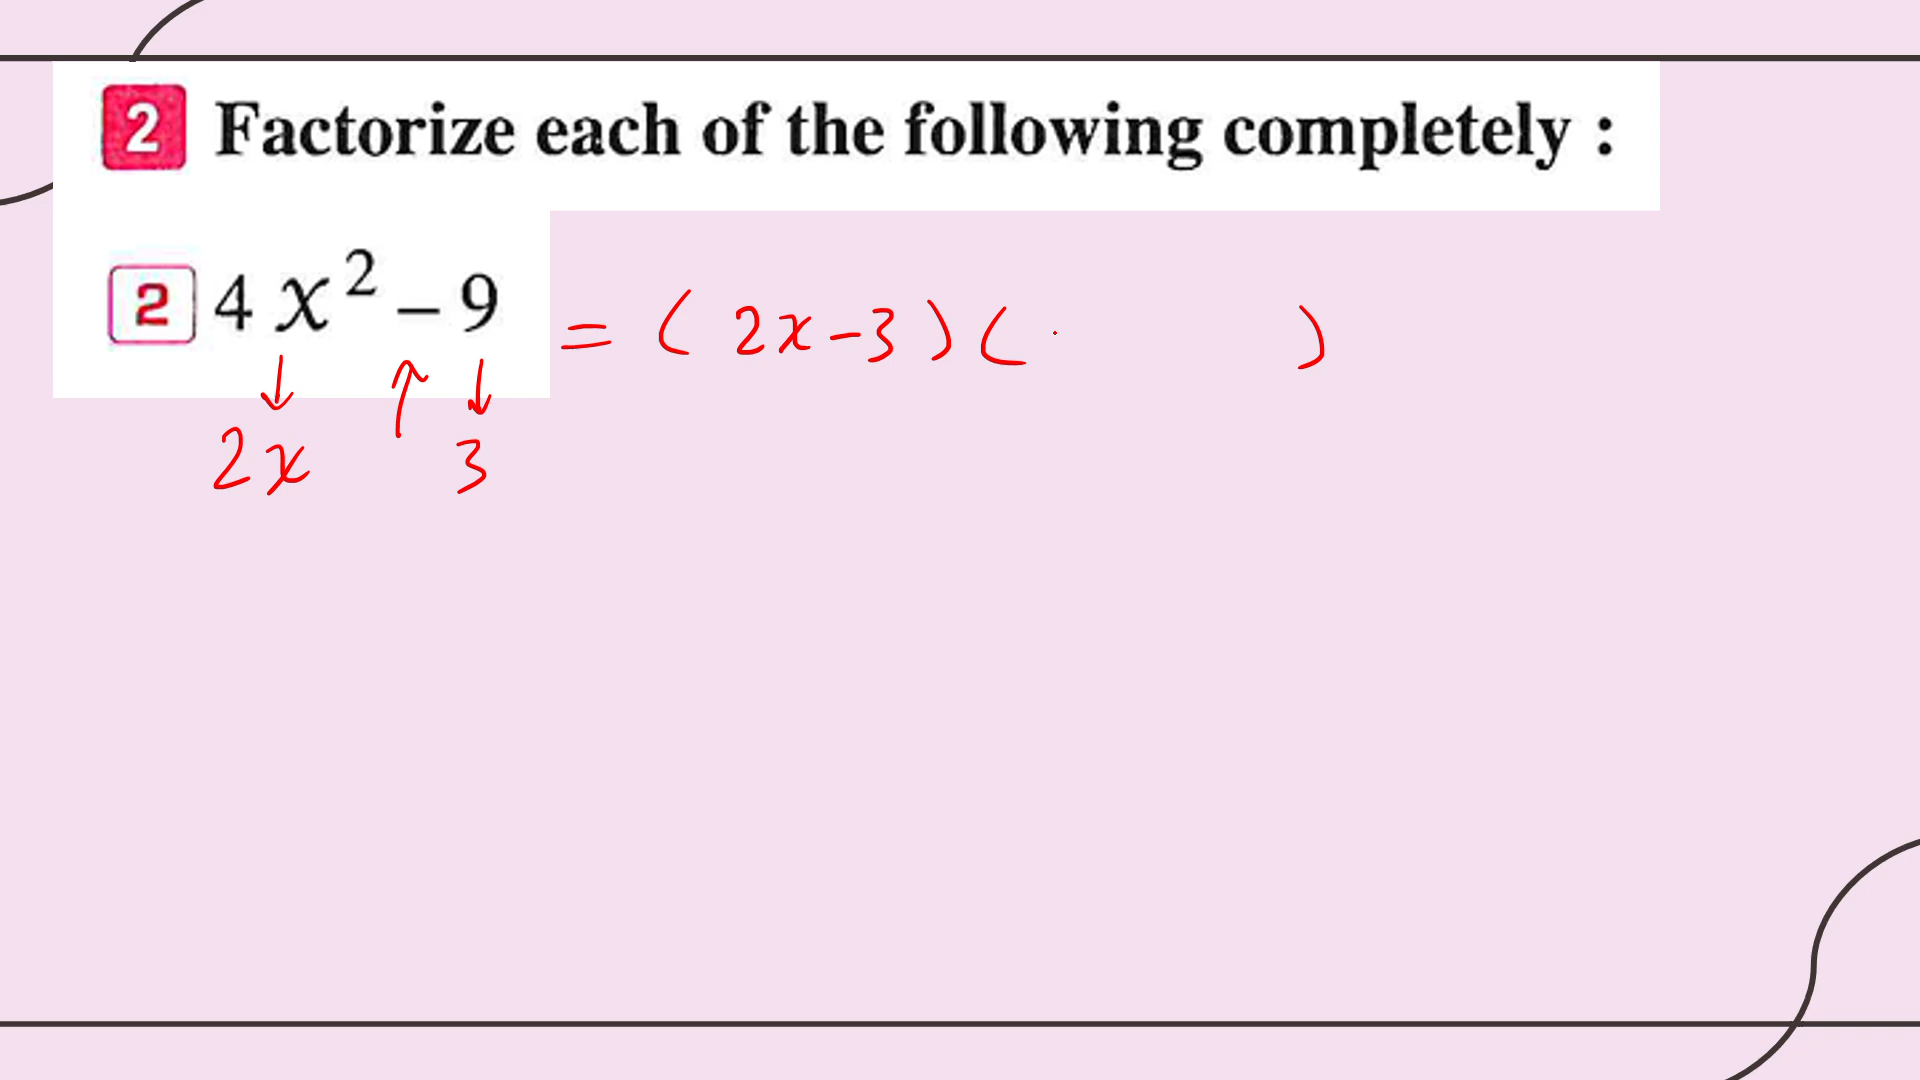 2 Factorize each of the following completely :
2 4x² – 9 = (2x-3)( )
2x 3